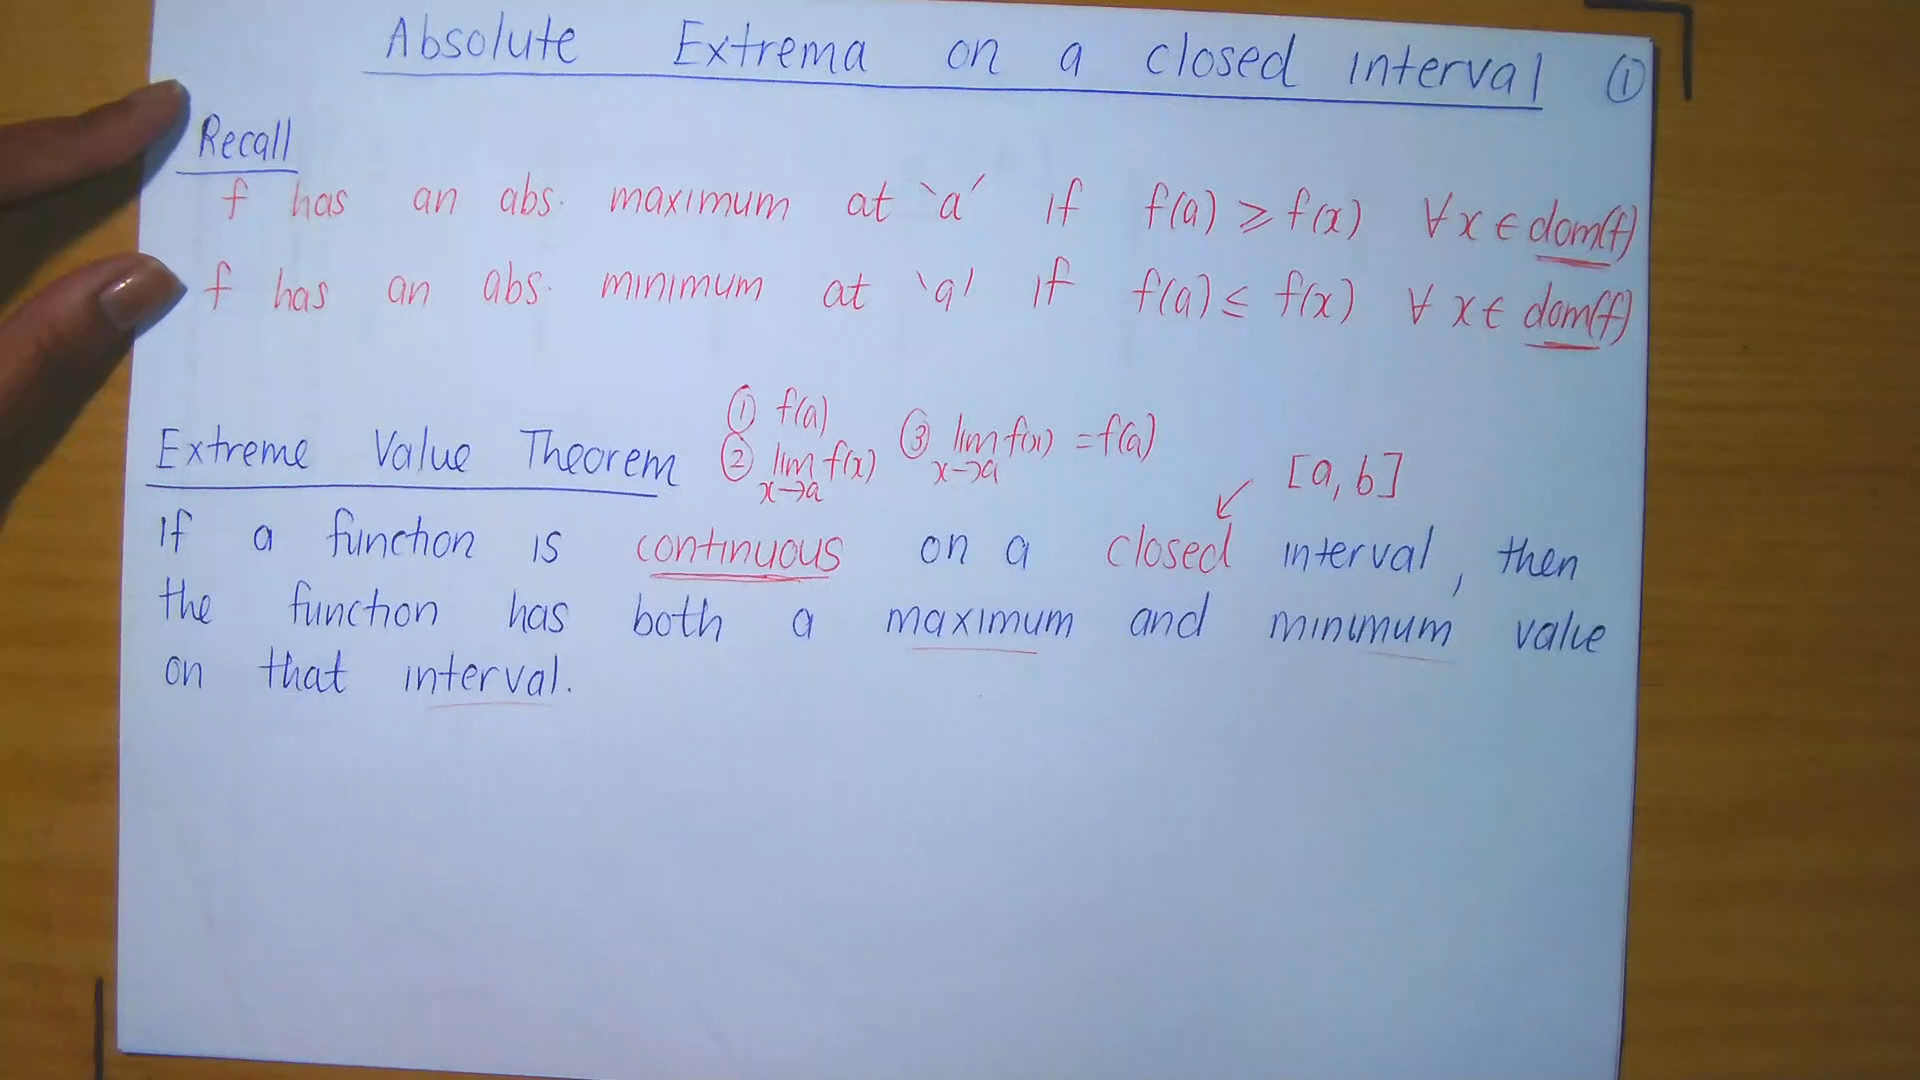 Absolute Extrema on a closed interval ①
Recall
f has an abs. maximum at `a' if f(a) ⩾ f(x) ∀ x ∈ dom(f)
f has an abs. minimum at `a' if f(a) ≤ f(x) ∀ x ∈ dom(f)
① f(a)
② lim x→a f(x)
③ lim x→a f(x) = f(a)
[a, b]
Extreme Value Theorem
If a function is continuous on a closed interval, then
the function has both a maximum and minimum value
on that interval.